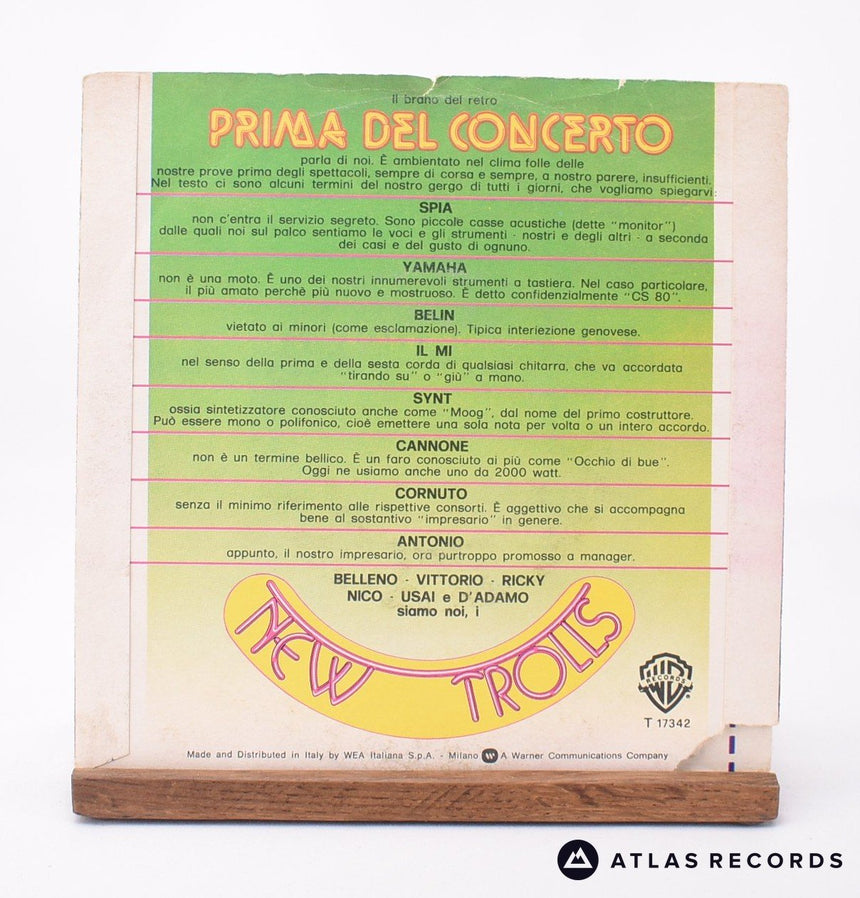 il brano del retro
PRIMA DEL CONCERTO
parla di noi. È ambientato nel clima folle delle
nostre prove prima degli spettacoli, sempre di corsa e sempre, a nostro parere, insufficienti.
Nel testo ci sono alcuni termini del nostro gergo di tutti i giorni, che vogliamo spiegarvi:
SPIA
non c'entra il servizio segreto. Sono piccole casse acustiche (dette "monitor")
dalle quali noi sul palco sentiamo le voci e gli strumenti - nostri e degli altri - a seconda
dei casi e del gusto di ognuno.
YAMAHA
non è una moto. È uno dei nostri innumerevoli strumenti a tastiera. Nel caso particolare,
il più amato perchè più nuovo e mostruoso. È detto confidenzialmente "CS 80".
BELIN
vietato ai minori (come esclamazione). Tipica interiezione genovese.
IL MI
nel senso della prima e della sesta corda di qualsiasi chitarra, che va accordata
"tirando su" o "giù" a mano.
SYNT
ossia sintetizzatore conosciuto anche come "Moog", dal nome del primo costruttore.
Può essere mono o polifonico, cioè emettere una sola nota per volta o un intero accordo.
CANNONE
non è un termine bellico. È un faro conosciuto ai più come "Occhio di bue".
Oggi ne usiamo anche uno da 2000 watt.
CORNUTO
senza il minimo riferimento alle rispettive consorti. È aggettivo che si accompagna
bene al sostantivo "impresario" in genere.
ANTONIO
appunto, il nostro impresario, ora purtroppo promosso a manager.
BELLENO - VITTORIO - RICKY
NICO - USAI e D'ADAMO
siamo noi, i
NEW TROLLS
WB RECORDS
T 17342
Made and Distributed in Italy by WEA Italiana S.p.A. - Milano A Warner Communications Company
ATLAS RECORDS